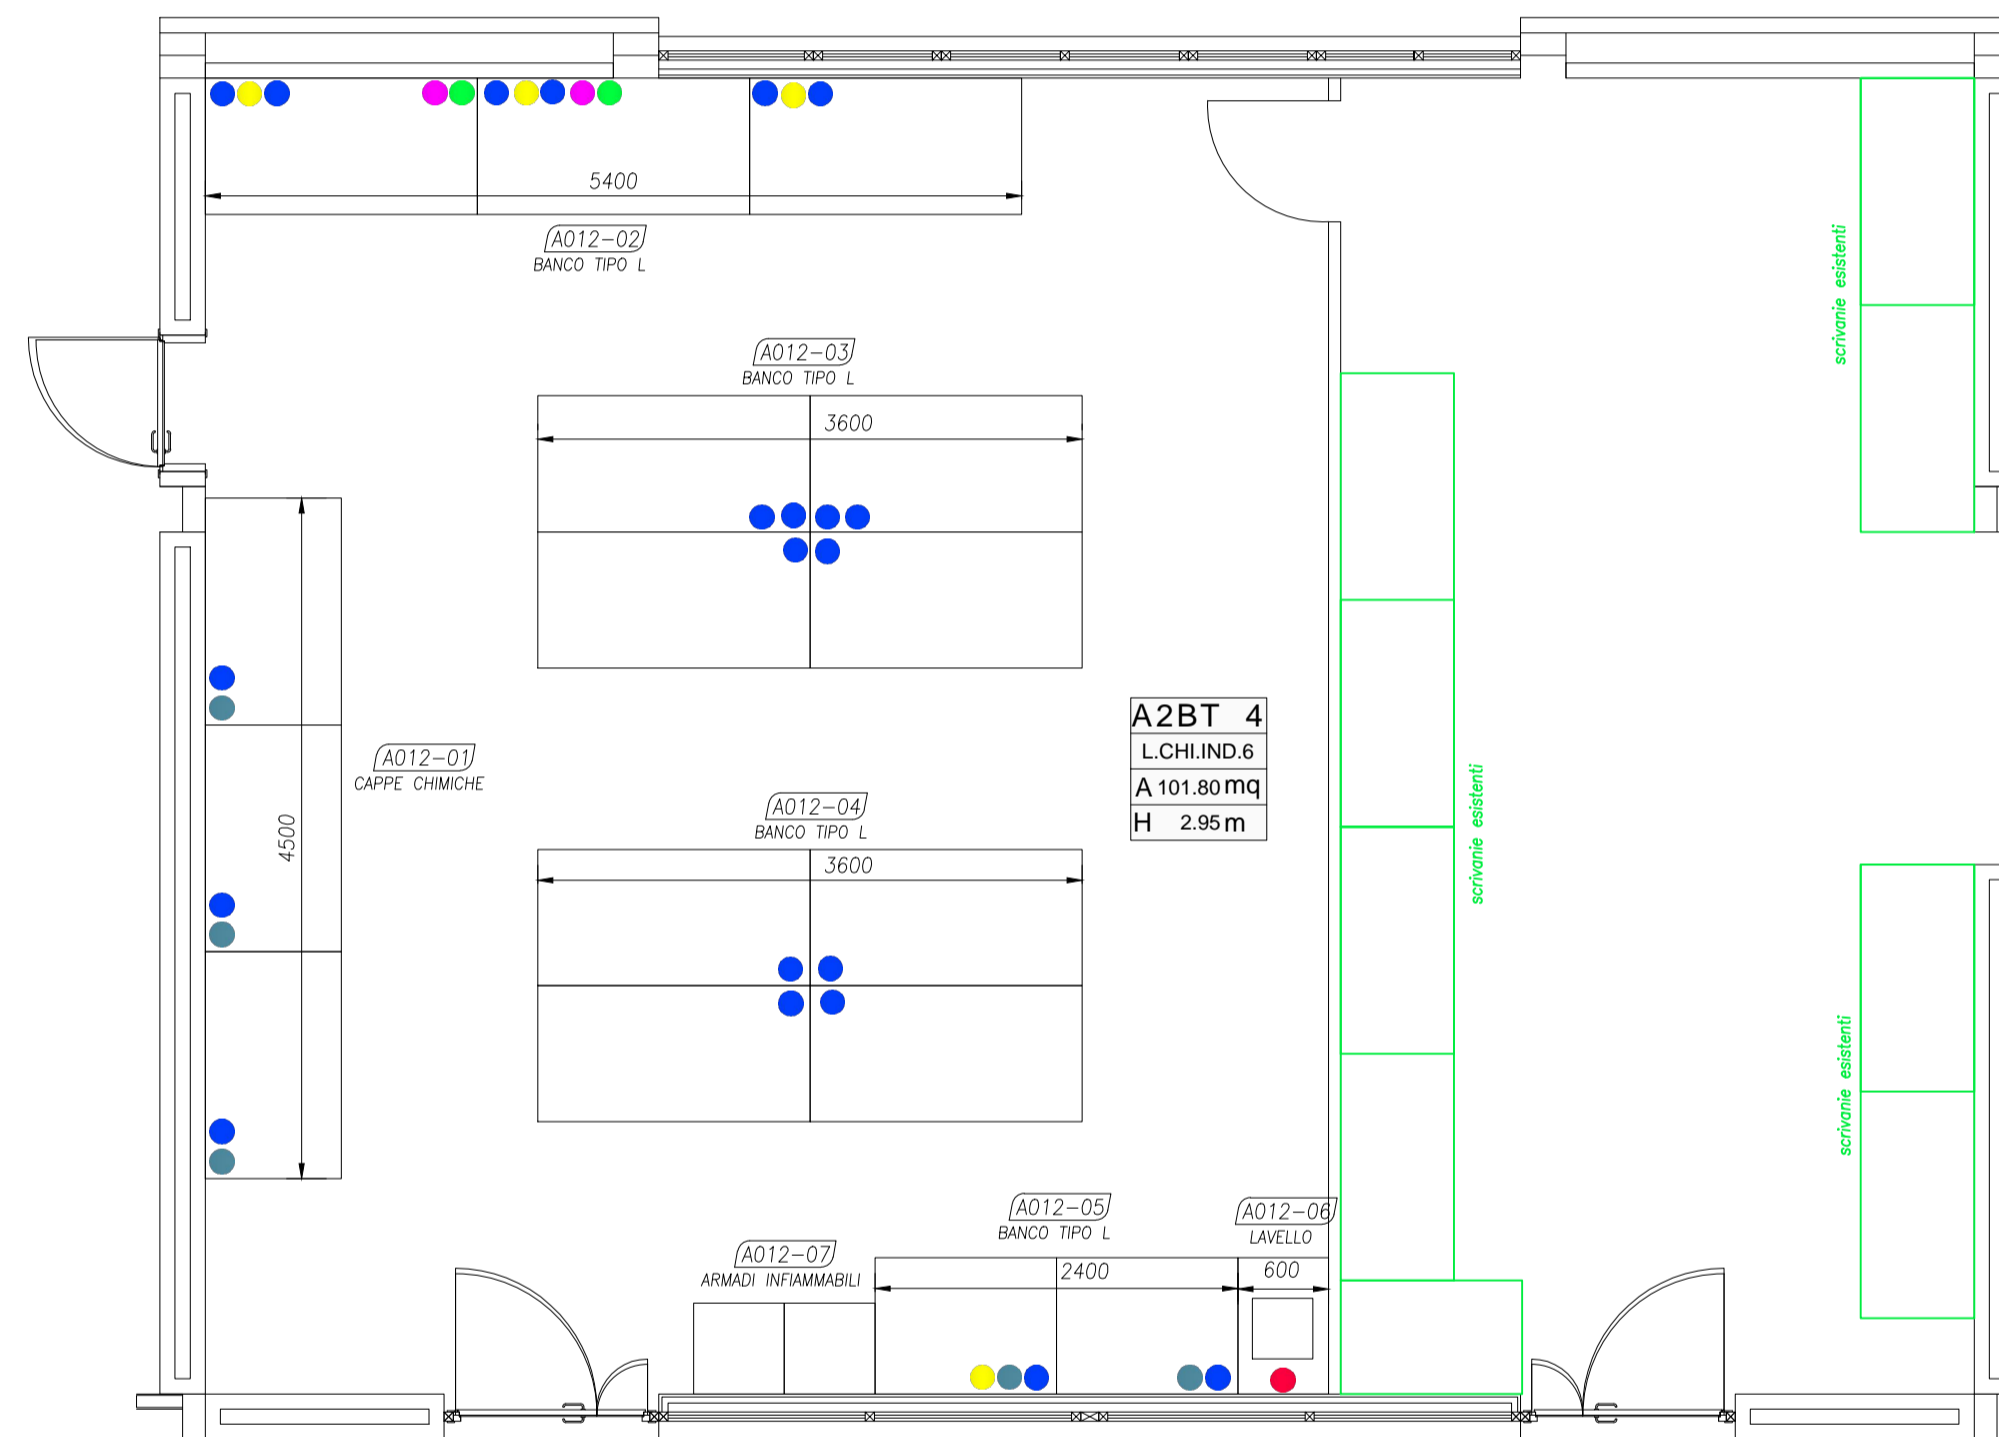 5400
A012-02
BANCO TIPO L
scrivanie esistenti
A012-03
BANCO TIPO L
3600
A2BT 4
L.CHI.IND.6
A 101.80 mq
H 2.95 m
A012-01
CAPPE CHIMICHE
4500
A012-04
BANCO TIPO L
3600
scrivanie esistenti
scrivanie esistenti
A012-05
BANCO TIPO L
2400
A012-06
LAVELLO
600
A012-07
ARMADI INFIAMMABILI